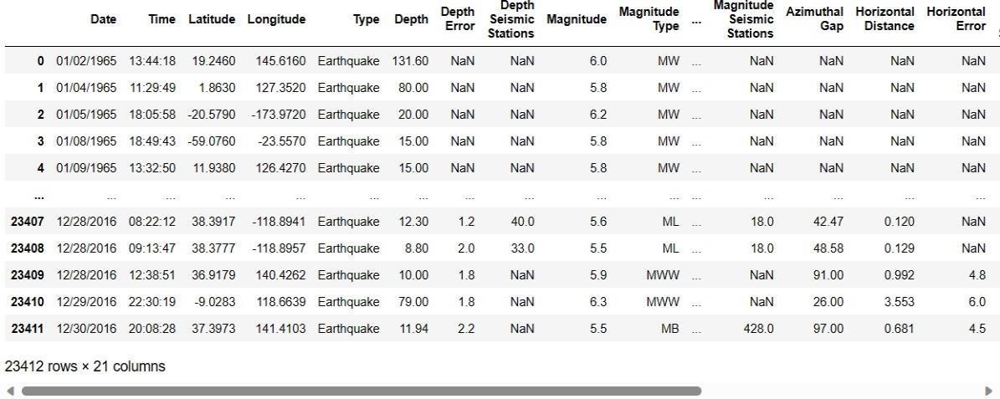 Date Time Latitude Longitude Type Depth Depth Error Depth Seismic Stations Magnitude Magnitude Type ... Magnitude Seismic Stations Azimuthal Gap Horizontal Distance Horizontal Error
0 01/02/1965 13:44:18 19.2460 145.6160 Earthquake 131.60 NaN NaN 6.0 MW ... NaN NaN NaN NaN
1 01/04/1965 11:29:49 1.8630 127.3520 Earthquake 80.00 NaN NaN 5.8 MW ... NaN NaN NaN NaN
2 01/05/1965 18:05:58 -20.5790 -173.9720 Earthquake 20.00 NaN NaN 6.2 MW ... NaN NaN NaN NaN
3 01/08/1965 18:49:43 -59.0760 -23.5570 Earthquake 15.00 NaN NaN 5.8 MW ... NaN NaN NaN NaN
4 01/09/1965 13:32:50 11.9380 126.4270 Earthquake 15.00 NaN NaN 5.8 MW ... NaN NaN NaN NaN
... ... ... ... ... ... ... ... ... ... ... ... ... ... ... ...
23407 12/28/2016 08:22:12 38.3917 -118.8941 Earthquake 12.30 1.2 40.0 5.6 ML ... 18.0 42.47 0.120 NaN
23408 12/28/2016 09:13:47 38.3777 -118.8957 Earthquake 8.80 2.0 33.0 5.5 ML ... 18.0 48.58 0.129 NaN
23409 12/28/2016 12:38:51 36.9179 140.4262 Earthquake 10.00 1.8 NaN 5.9 MWW ... NaN 91.00 0.992 4.8
23410 12/29/2016 22:30:19 -9.0283 118.6639 Earthquake 79.00 1.8 NaN 6.3 MWW ... NaN 26.00 3.553 6.0
23411 12/30/2016 20:08:28 37.3973 141.4103 Earthquake 11.94 2.2 NaN 5.5 MB ... 428.0 97.00 0.681 4.5
23412 rows × 21 columns